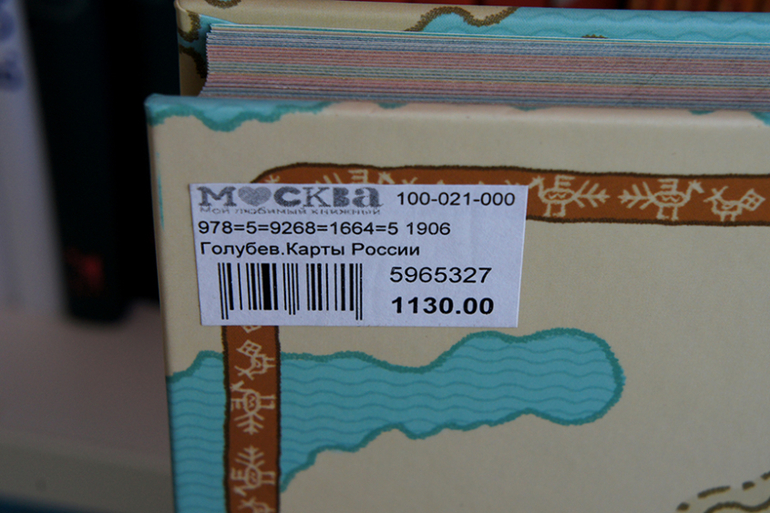 МОСКВА 100-021-000
Мой любимый книжный
978=5=9268=1664=5 1906
Голубев.Карты России
5965327
1130.00